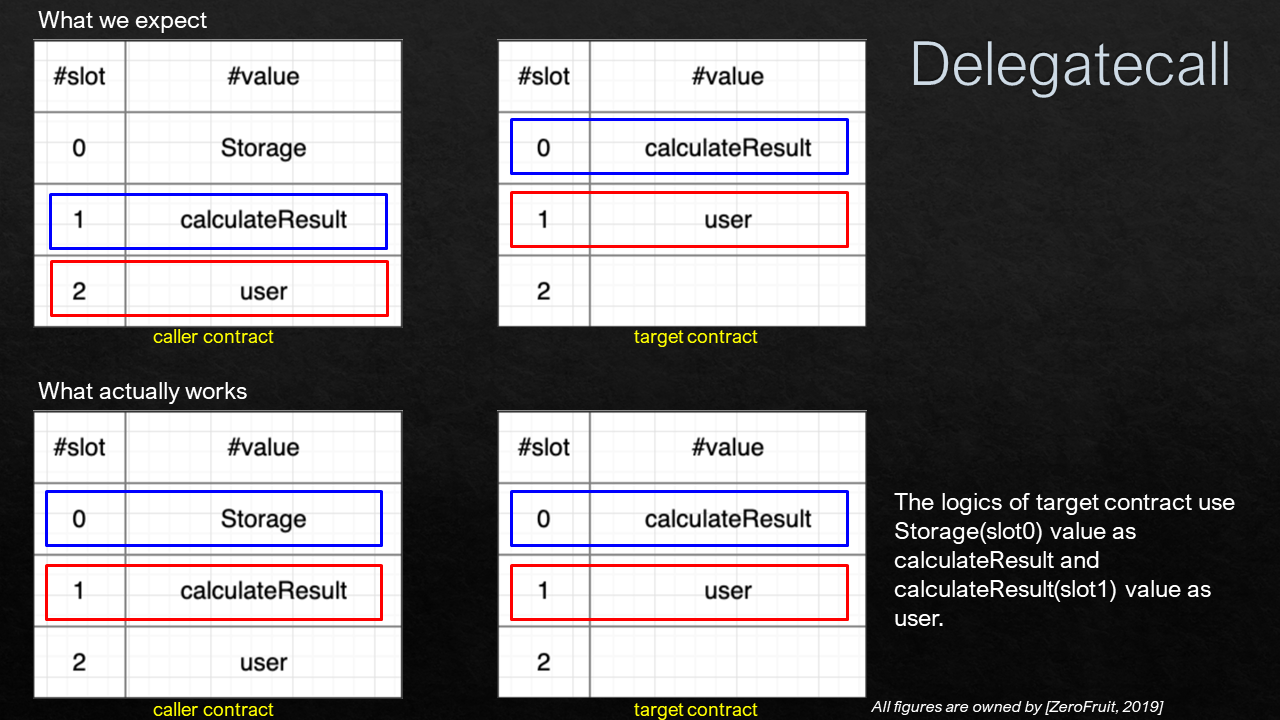 What we expect
Delegatecall
#slot #value
0 Storage
1 calculateResult
2 user
caller contract
#slot #value
0 calculateResult
1 user
2
target contract
What actually works
#slot #value
0 Storage
1 calculateResult
2 user
caller contract
#slot #value
0 calculateResult
1 user
2
target contract
The logics of target contract use
Storage(slot0) value as
calculateResult and
calculateResult(slot1) value as
user.
All figures are owned by [ZeroFruit, 2019]